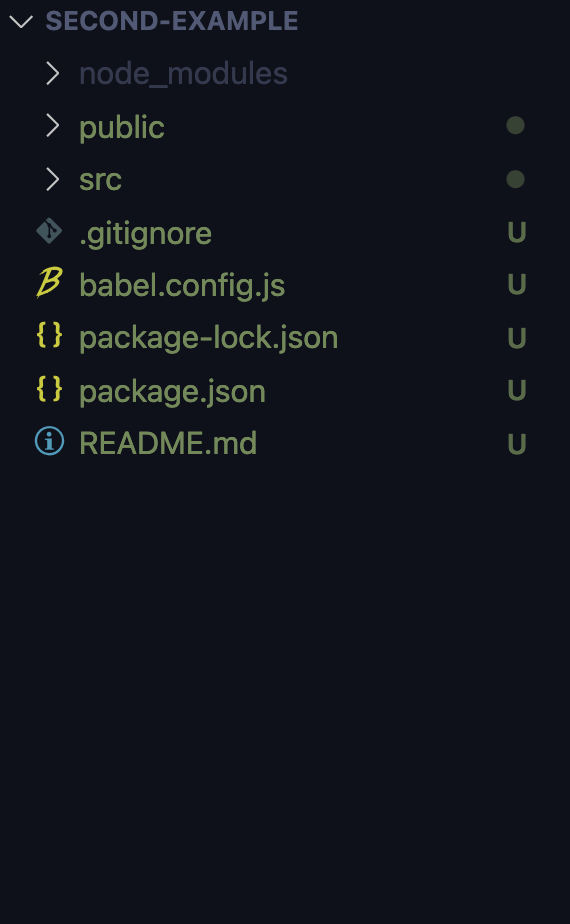 SECOND-EXAMPLE
node_modules
public
src
.gitignore U
babel.config.js U
package-lock.json U
package.json U
README.md U